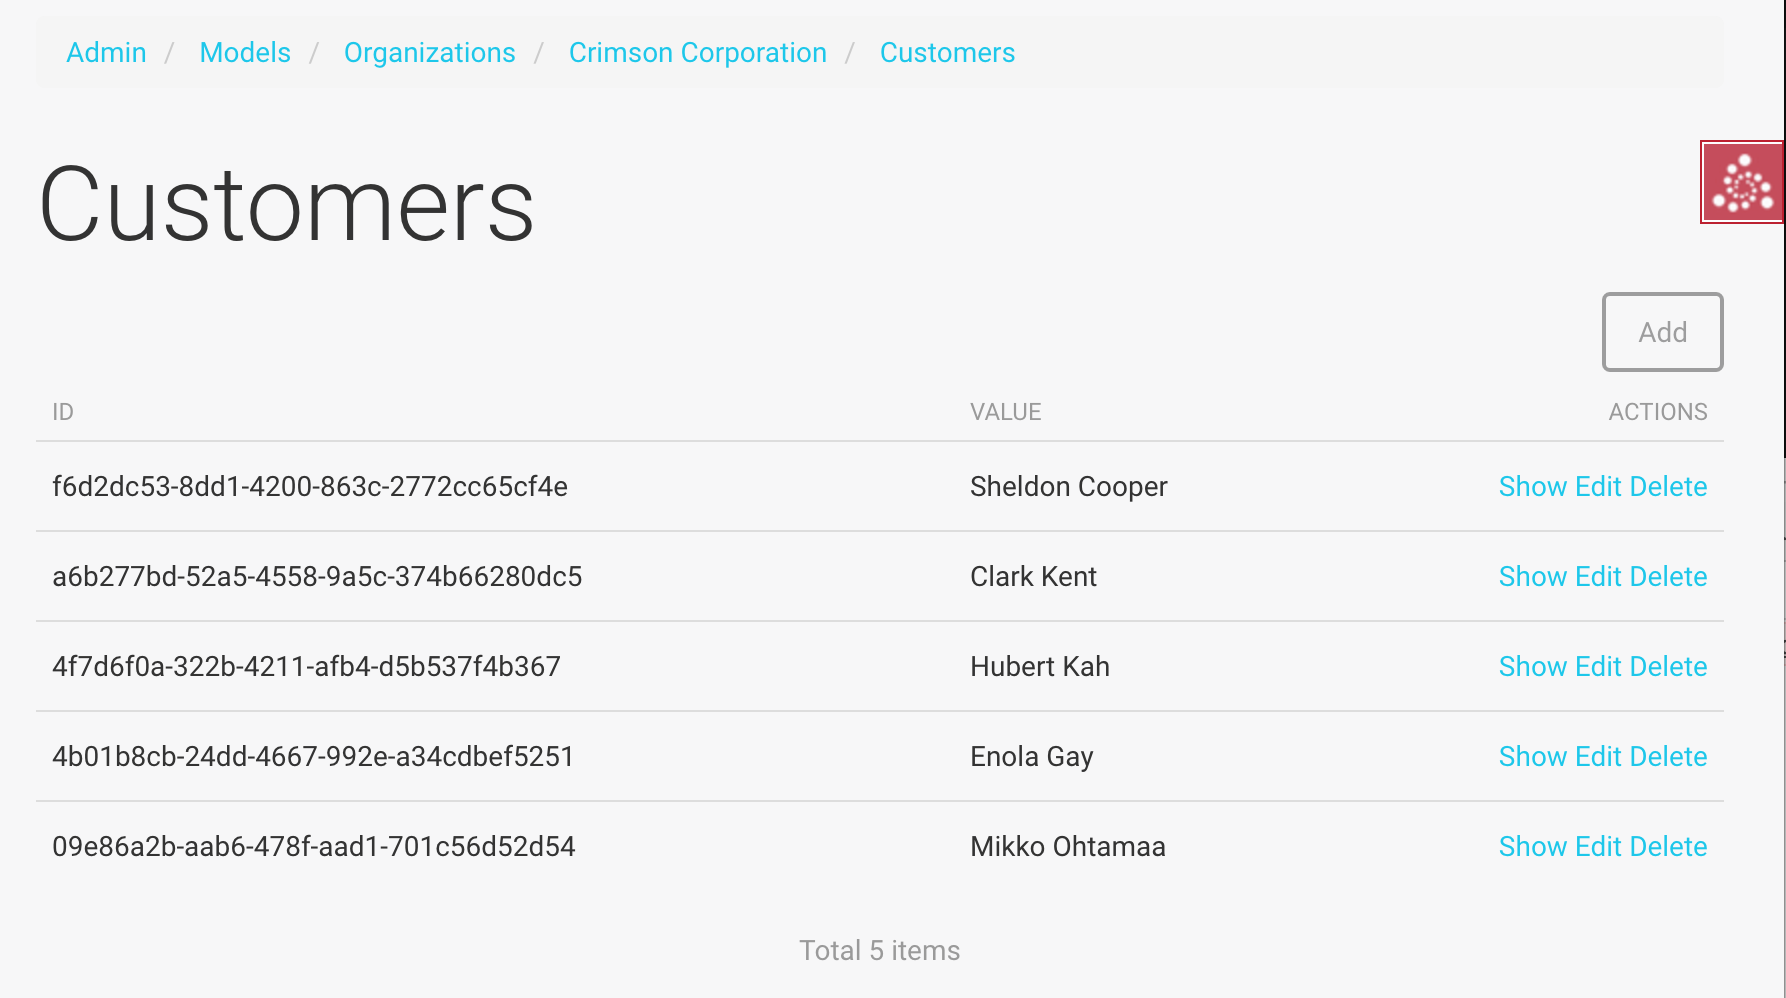 Admin / Models / Organizations / Crimson Corporation / Customers
Customers
Add
ID VALUE ACTIONS
f6d2dc53-8dd1-4200-863c-2772cc65cf4e Sheldon Cooper Show Edit Delete
a6b277bd-52a5-4558-9a5c-374b66280dc5 Clark Kent Show Edit Delete
4f7d6f0a-322b-4211-afb4-d5b537f4b367 Hubert Kah Show Edit Delete
4b01b8cb-24dd-4667-992e-a34cdbef5251 Enola Gay Show Edit Delete
09e86a2b-aab6-478f-aad1-701c56d52d54 Mikko Ohtamaa Show Edit Delete
Total 5 items